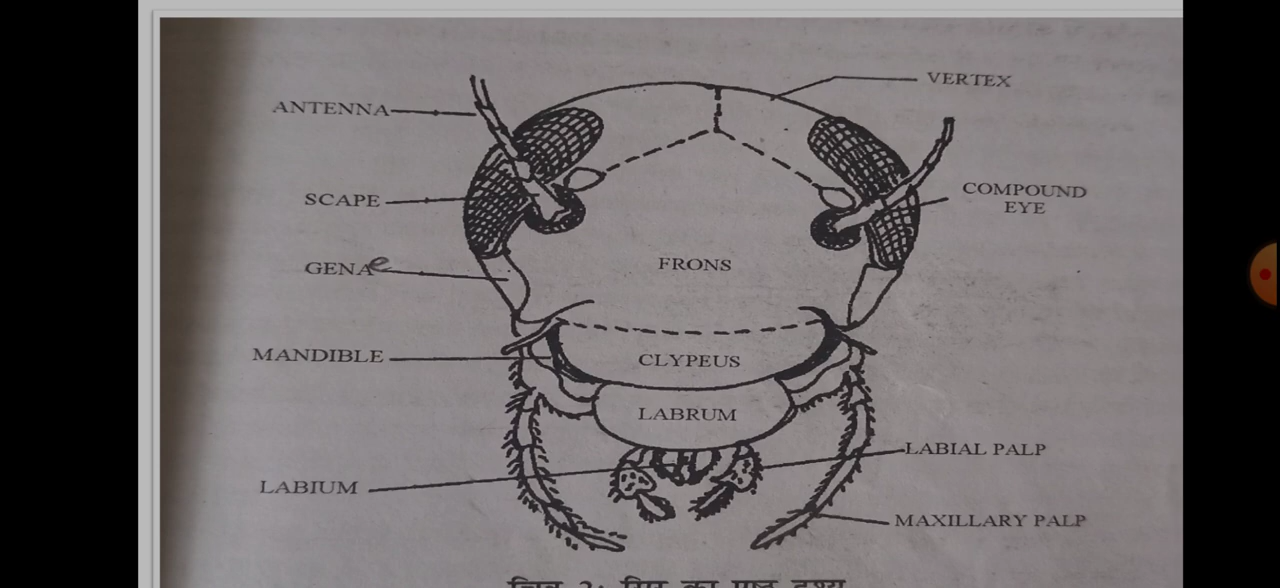 VERTEX
ANTENNA
SCAPE
COMPOUND
EYE
GENAe
FRONS
MANDIBLE
CLYPEUS
LABRUM
LABIAL PALP
LABIUM
MAXILLARY PALP